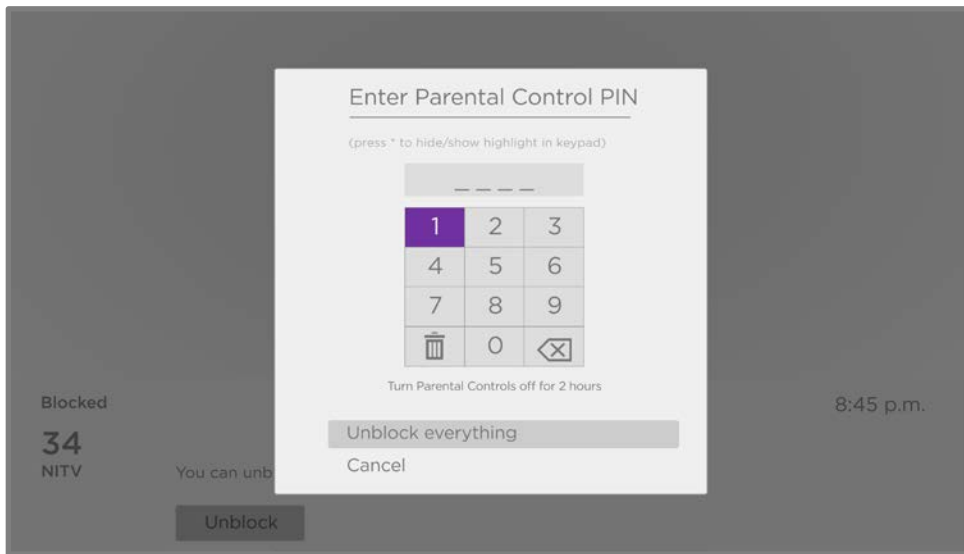 Enter Parental Control PIN
(press * to hide/show highlight in keypad)
_ _ _ _
1 2 3
4 5 6
7 8 9
0
Turn Parental Controls off for 2 hours
Unblock everything
Cancel
Blocked
8:45 p.m.
34
NITV
You can unb
Unblock